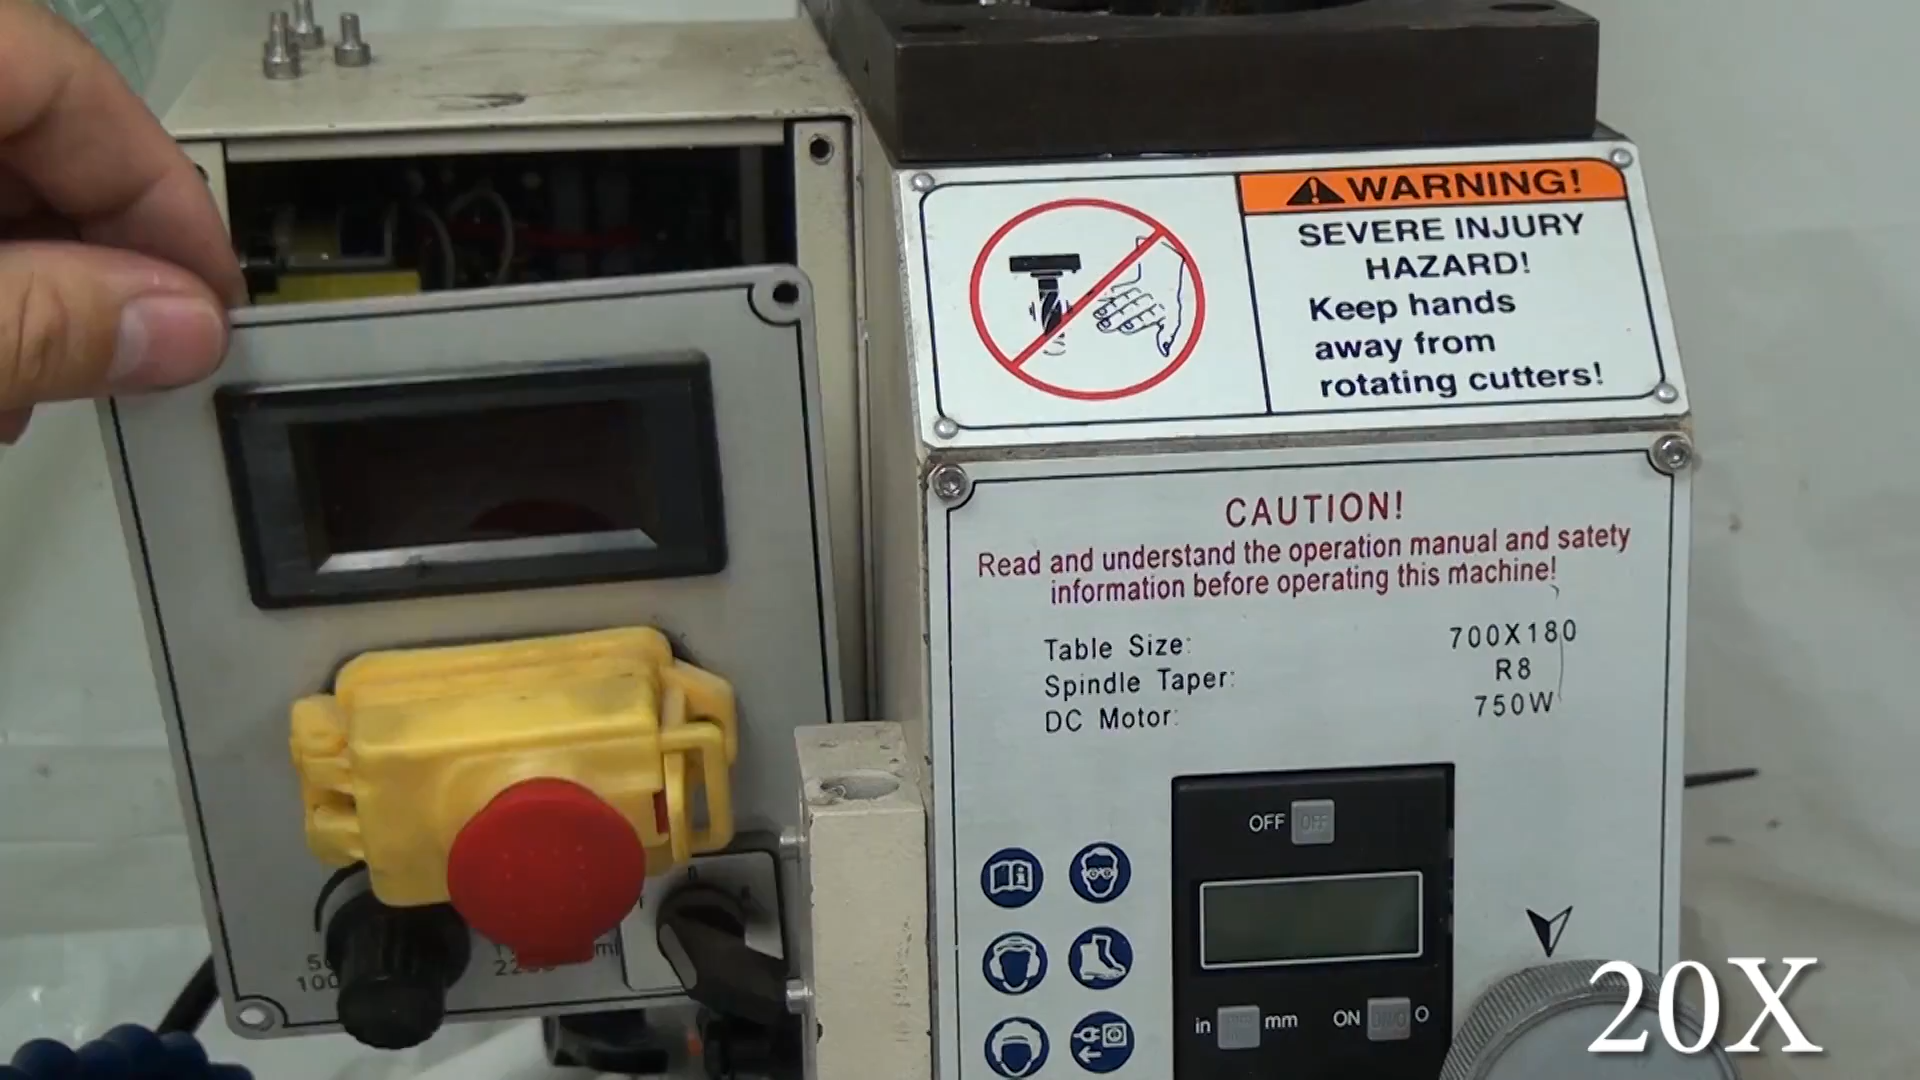 WARNING!
SEVERE INJURY
HAZARD!
Keep hands
away from
rotating cutters!
CAUTION!
Read and understand the operation manual and satety
information before operating this machine!
Table Size: 700X180
Spindle Taper: R8
DC Motor: 750W
OFF OFF
in mm ON O
100
20X